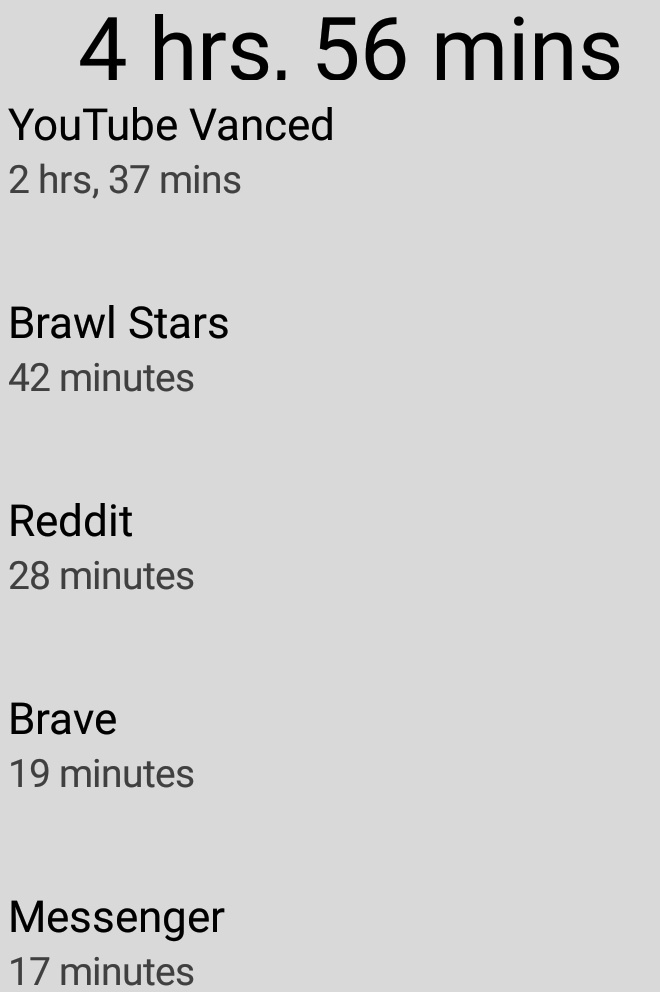 4 hrs. 56 mins
YouTube Vanced
2 hrs, 37 mins
Brawl Stars
42 minutes
Reddit
28 minutes
Brave
19 minutes
Messenger
17 minutes